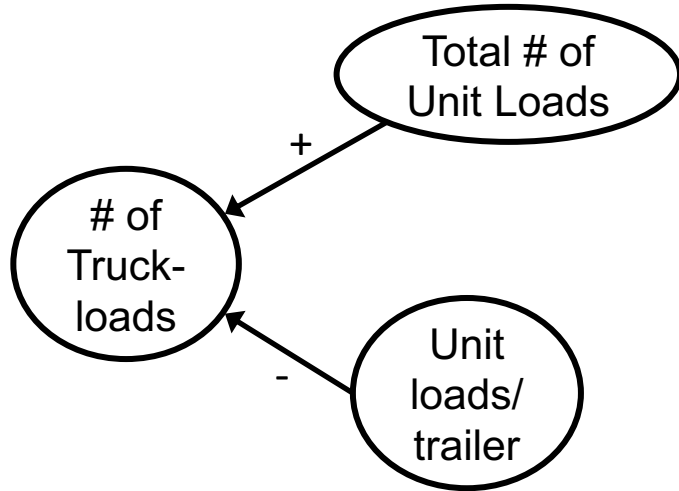 Total # of
Unit Loads
+
# of
Truck-
loads
-
Unit
loads/
trailer